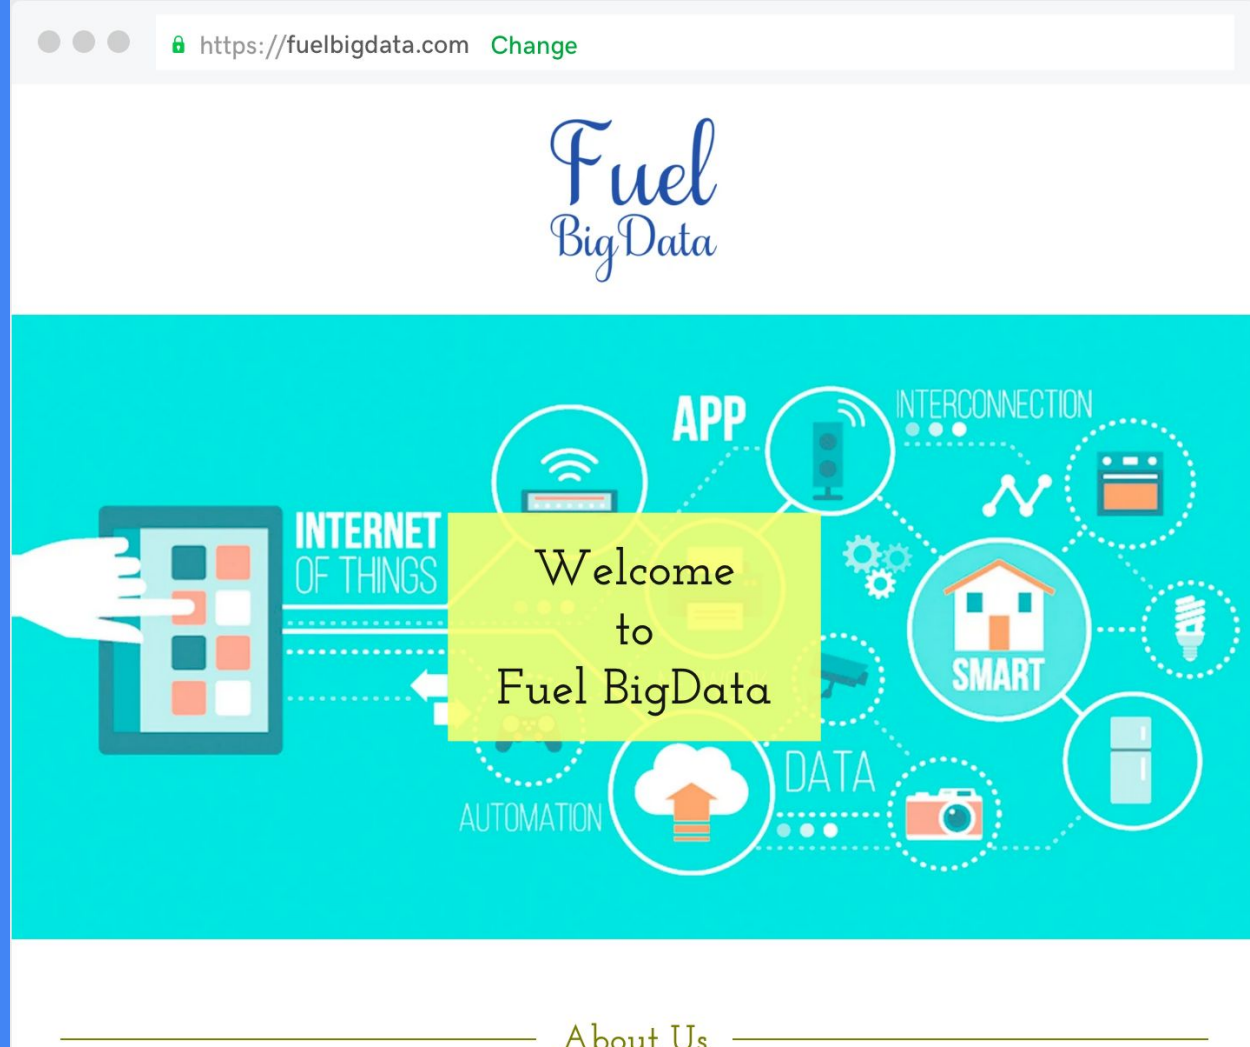 https://fuelbigdata.com Change
Fuel
BigData
APP
INTERCONNECTION
INTERNET
OF THINGS
Welcome
to
Fuel BigData
SMART
DATA
AUTOMATION
About Us